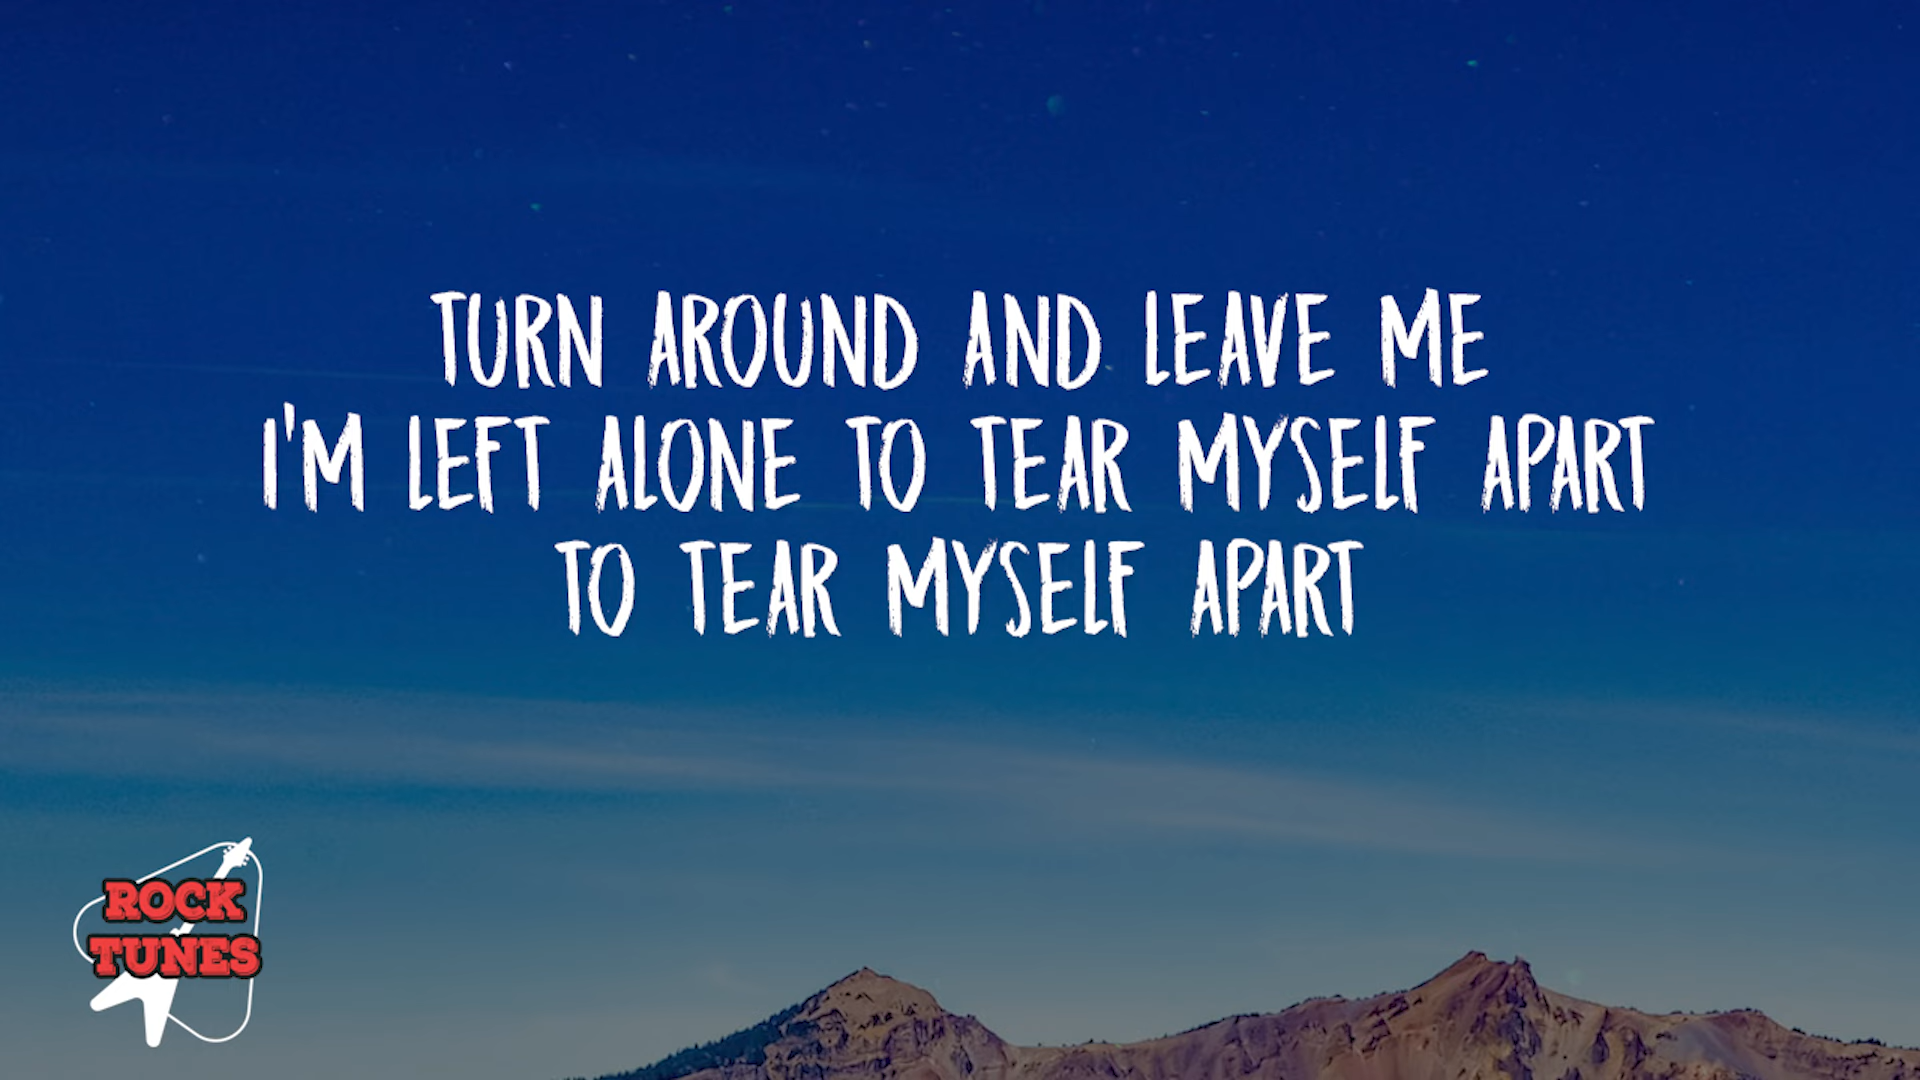 TURN AROUND AND LEAVE ME
I'M LEFT ALONE TO TEAR MYSELF APART
TO TEAR MYSELF APART
ROCK
TUNES